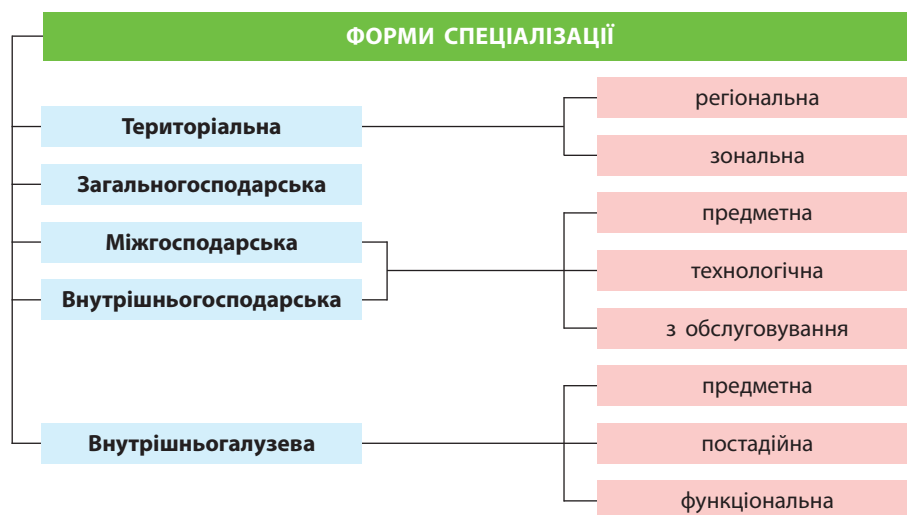 ФОРМИ СПЕЦІАЛІЗАЦІЇ
Територіальна
регіональна
зональна
Загальногосподарська
Міжгосподарська
Внутрішньогосподарська
предметна
технологічна
з обслуговування
Внутрішньогалузева
предметна
постадійна
функціональна